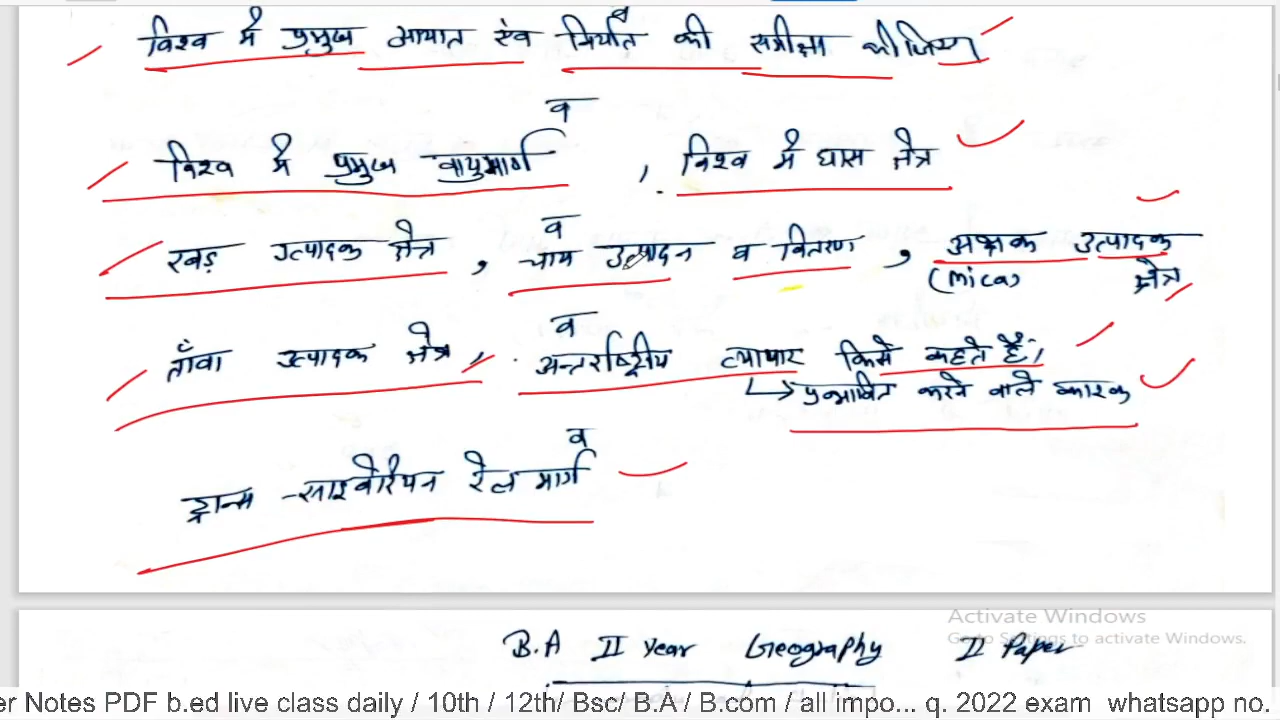 विश्व में प्रमुख आयात एंव निर्यात की समीक्षा कीजिए
व
विश्व में प्रमुख वायुमार्ग , विश्व में घास क्षेत्र
रबड़ उत्पादक क्षेत्र , चाय उत्पादन व वितरण , अभ्रक उत्पादक
(Mica) क्षेत्र
व
ताँबा उत्पादक क्षेत्र , अन्तर्राष्ट्रीय व्यापार किसे कहते हैं,
→ प्रभावित करने वाले कारक
व
ट्रान्स - साइबेरियन रेल मार्ग
Activate Windows
Go to Settings to activate Windows.
B.A II Year Geography II Paper
er Notes PDF b.ed live class daily / 10th / 12th/ Bsc/ B.A / B.com / all impo... q. 2022 exam whatsapp no.